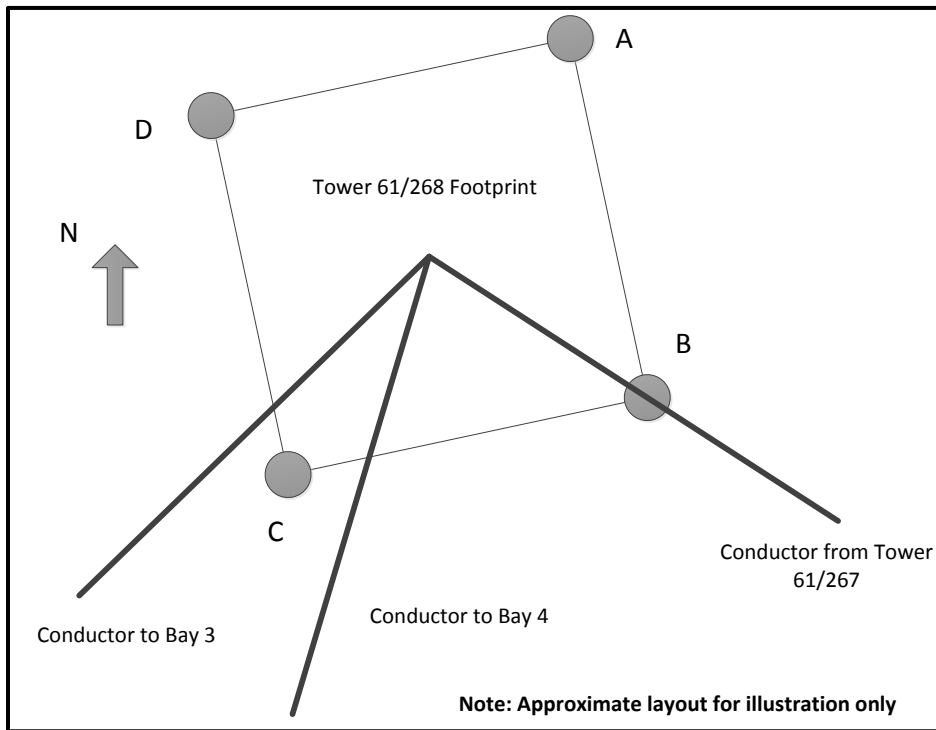 A
D
Tower 61/268 Footprint
N
B
C
Conductor from Tower
61/267
Conductor to Bay 4
Conductor to Bay 3
Note: Approximate layout for illustration only